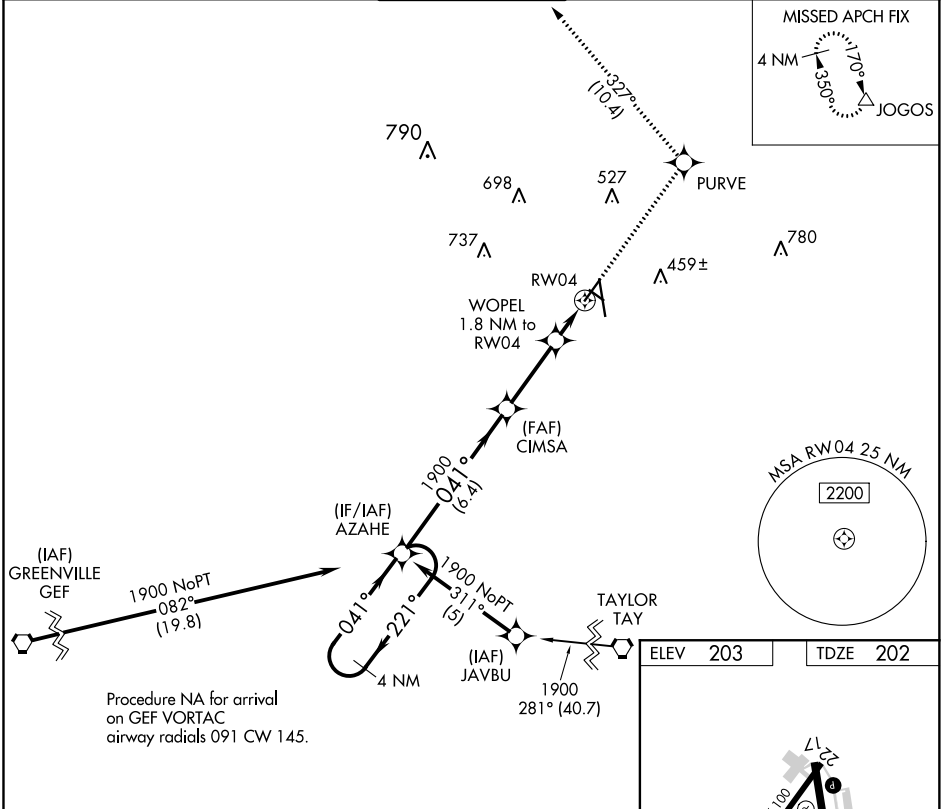 MISSED APCH FIX
4 NM
170°
350°
JOGOS
327°
(10.4)
790
698
527
PURVE
737
780
459±
RW04
WOPEL
1.8 NM to
RW04
(FAF)
CIMSA
MSA RW04 25 NM
2200
1900
041°
(6.4)
(IF/IAF)
AZAHE
(IAF)
GREENVILLE
GEF
1900 NoPT
082°
(19.8)
1900 NoPT
311°
(5)
041°
221°
4 NM
TAYLOR
TAY
(IAF)
JAVBU
1900
281° (40.7)
Procedure NA for arrival
on GEF VORTAC
airway radials 091 CW 145.
ELEV 203
TDZE 202
22
17
P
100